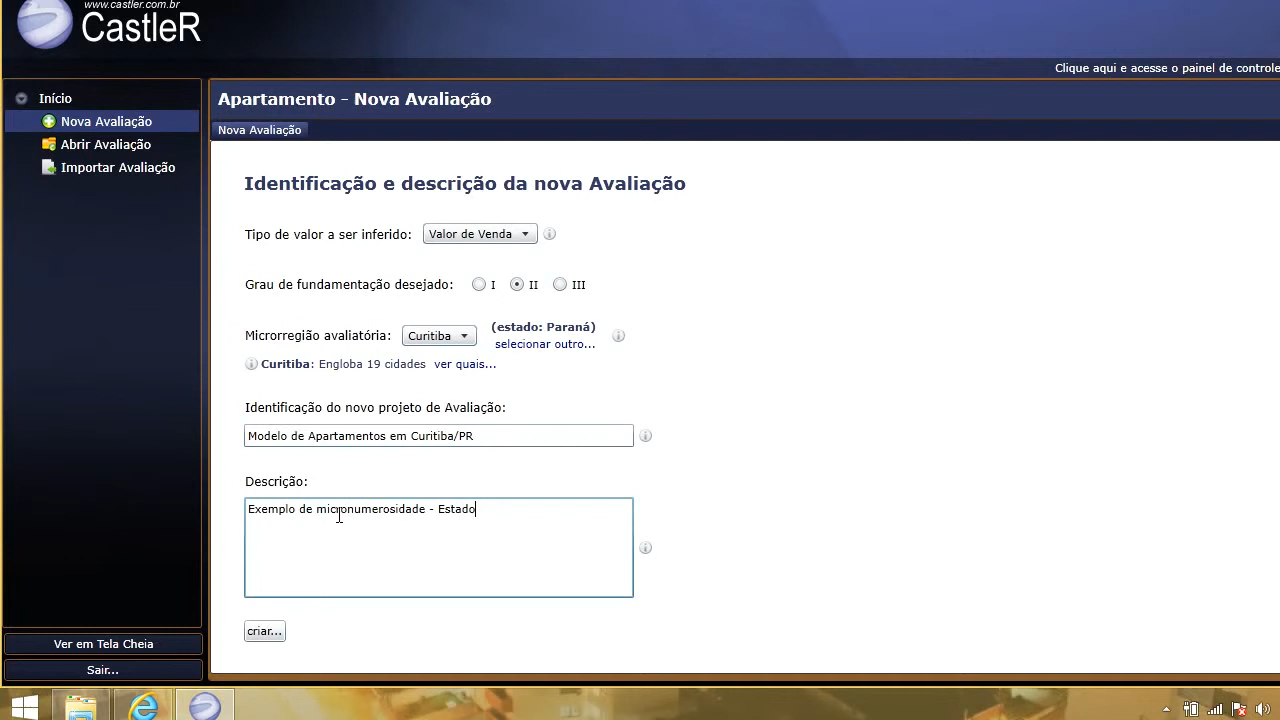 www.castler.com.br
CastleR
Clique aqui e acesse o painel de controle
Início
Nova Avaliação
Abrir Avaliação
Importar Avaliação
Ver em Tela Cheia
Sair...
Apartamento - Nova Avaliação
Nova Avaliação
Identificação e descrição da nova Avaliação
Tipo de valor a ser inferido: Valor de Venda
Grau de fundamentação desejado: I II III
Microrregião avaliatória: Curitiba (estado: Paraná)
selecionar outro...
Curitiba: Engloba 19 cidades ver quais...
Identificação do novo projeto de Avaliação:
Modelo de Apartamentos em Curitiba/PR
Descrição:
Exemplo de micronumerosidade - Estado
criar...